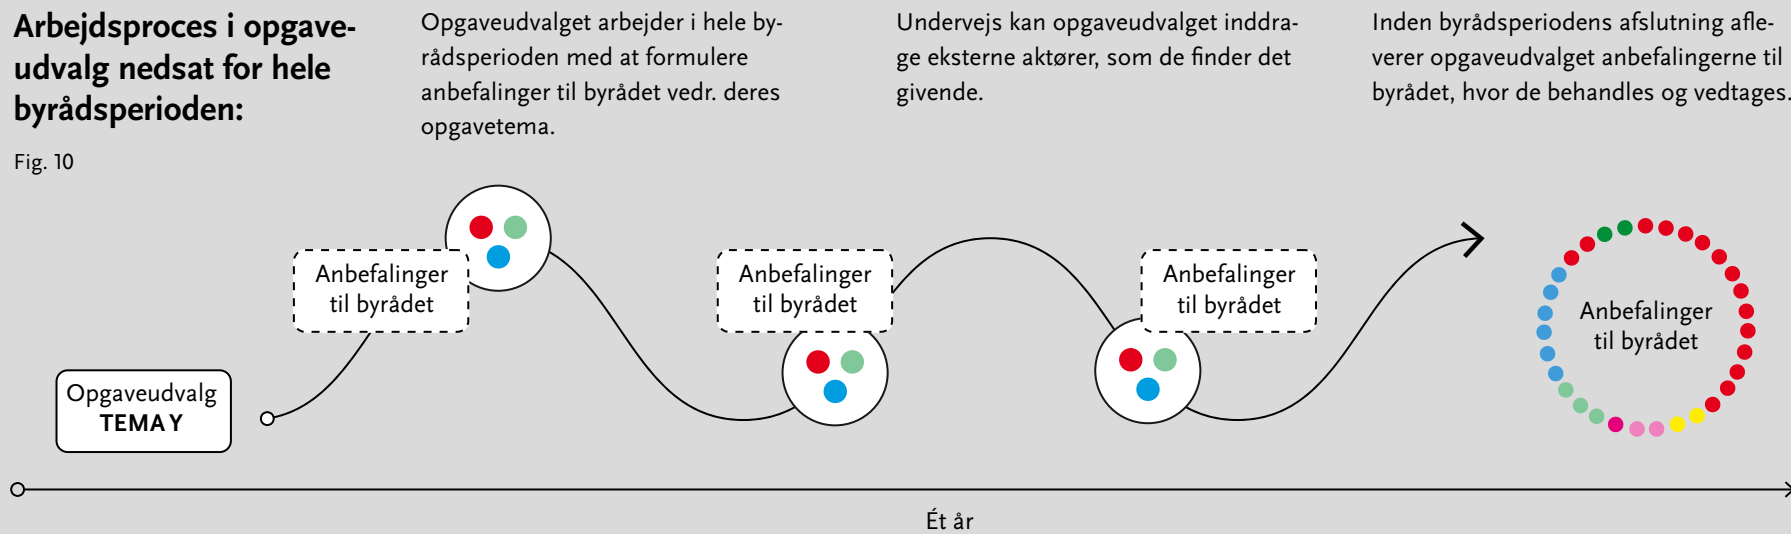 Arbejdsproces i opgave-
udvalg nedsat for hele
byrådsperioden:
Fig. 10
Opgaveudvalget arbejder i hele by-
rådsperioden med at formulere
anbefalinger til byrådet vedr. deres
opgavetema.
Undervejs kan opgaveudvalget inddra-
ge eksterne aktører, som de finder det
givende.
Inden byrådsperiodens afslutning afle-
verer opgaveudvalget anbefalingerne til
byrådet, hvor de behandles og vedtages.
Opgaveudvalg
TEMA Y
Anbefalinger
til byrådet
Anbefalinger
til byrådet
Anbefalinger
til byrådet
Anbefalinger
til byrådet
Ét år